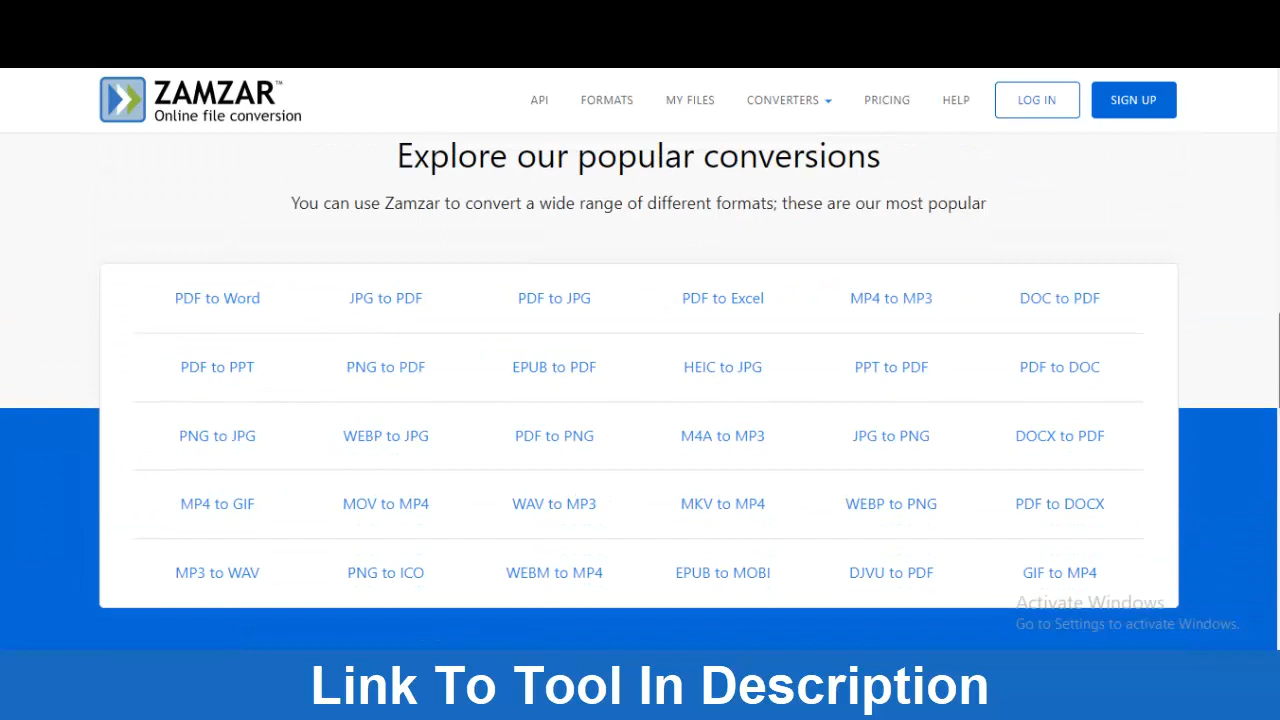 ZAMZAR™
Online file conversion
API FORMATS MY FILES CONVERTERS PRICING HELP LOG IN SIGN UP
Explore our popular conversions
You can use Zamzar to convert a wide range of different formats; these are our most popular
PDF to Word JPG to PDF PDF to JPG PDF to Excel MP4 to MP3 DOC to PDF
PDF to PPT PNG to PDF EPUB to PDF HEIC to JPG PPT to PDF PDF to DOC
PNG to JPG WEBP to JPG PDF to PNG M4A to MP3 JPG to PNG DOCX to PDF
MP4 to GIF MOV to MP4 WAV to MP3 MKV to MP4 WEBP to PNG PDF to DOCX
MP3 to WAV PNG to ICO WEBM to MP4 EPUB to MOBI DJVU to PDF GIF to MP4
Activate Windows
Go to Settings to activate Windows.
Link To Tool In Description